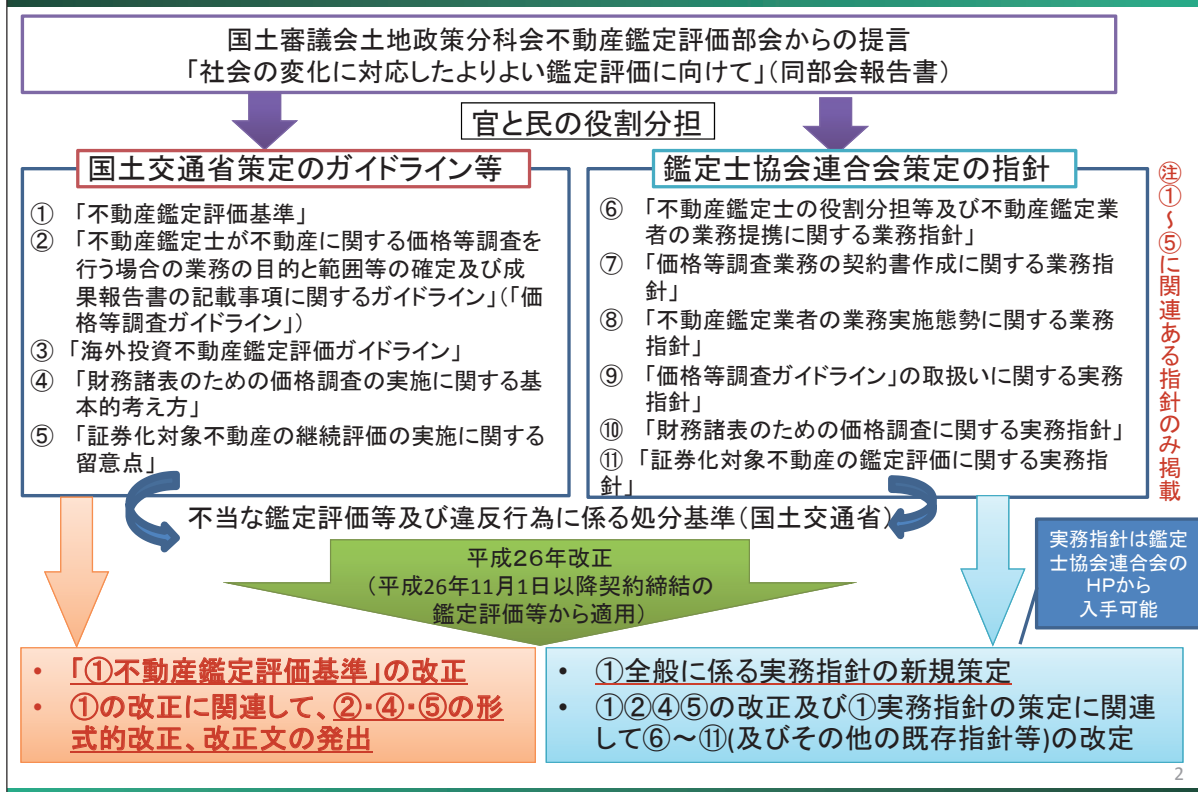 国土審議会土地政策分科会不動産鑑定評価部会からの提言
「社会の変化に対応したよりよい鑑定評価に向けて」(同部会報告書)
官と民の役割分担
国土交通省策定のガイドライン等
① 「不動産鑑定評価基準」
② 「不動産鑑定士が不動産に関する価格等調査を
行う場合の業務の目的と範囲等の確定及び成
果報告書の記載事項に関するガイドライン」(「価
格等調査ガイドライン」)
③ 「海外投資不動産鑑定評価ガイドライン」
④ 「財務諸表のための価格調査の実施に関する基
本的考え方」
⑤ 「証券化対象不動産の継続評価の実施に関する
留意点」
鑑定士協会連合会策定の指針
⑥ 「不動産鑑定士の役割分担等及び不動産鑑定業
者の業務提携に関する業務指針」
⑦ 「価格等調査業務の契約書作成に関する業務指
針」
⑧ 「不動産鑑定業者の業務実施態勢に関する業務
指針」
⑨ 「価格等調査ガイドライン」の取扱いに関する実務
指針」
⑩ 「財務諸表のための価格調査に関する実務指針」
⑪ 「証券化対象不動産の鑑定評価に関する実務指
針」
注①~⑤に関連ある指針のみ掲載
不当な鑑定評価等及び違反行為に係る処分基準(国土交通省)
平成26年改正
(平成26年11月1日以降契約締結の
鑑定評価等から適用)
実務指針は鑑定
士協会連合会の
HPから
入手可能
• 「①不動産鑑定評価基準」の改正
• ①の改正に関連して、②・④・⑤の形
式的改正、改正文の発出
• ①全般に係る実務指針の新規策定
• ①②④⑤の改正及び①実務指針の策定に関連
して⑥~⑪(及びその他の既存指針等)の改定
2